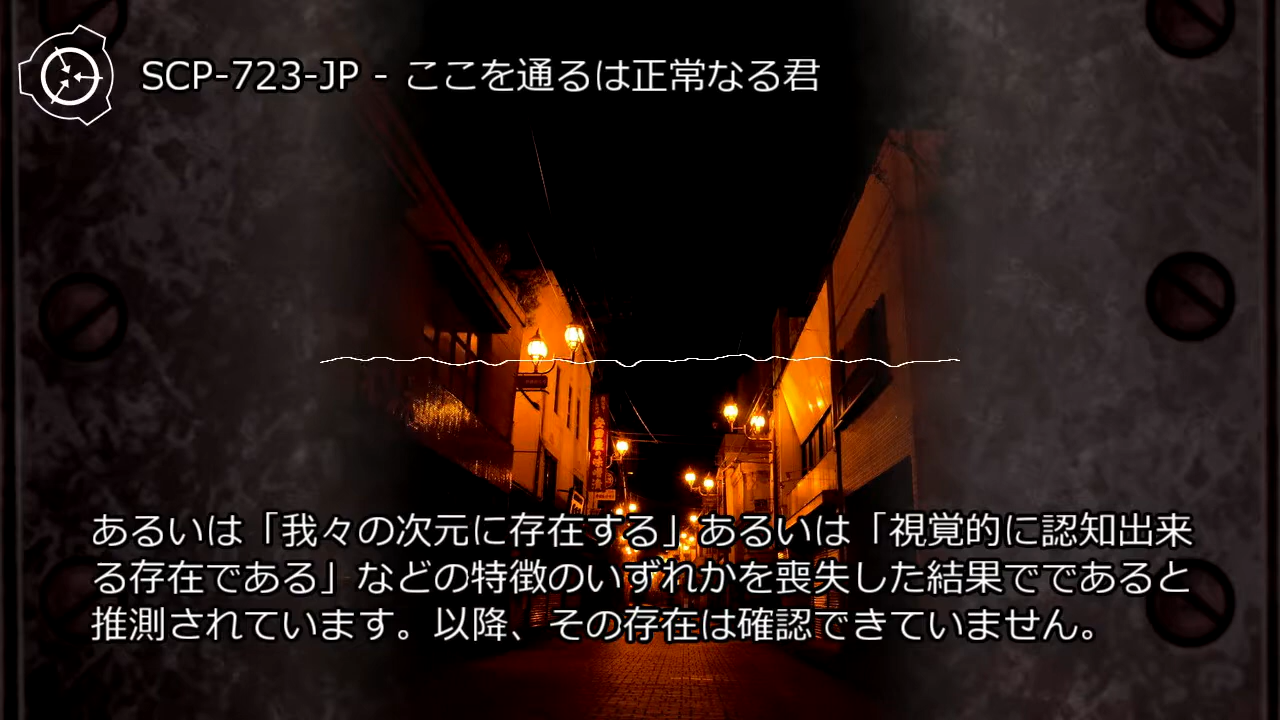 SCP-723-JP - ここを通るは正常なる君
あるいは「我々の次元に存在する」あるいは「視覚的に認知出来
る存在である」などの特徴のいずれかを喪失した結果でであると
推測されています。以降、その存在は確認できていません。